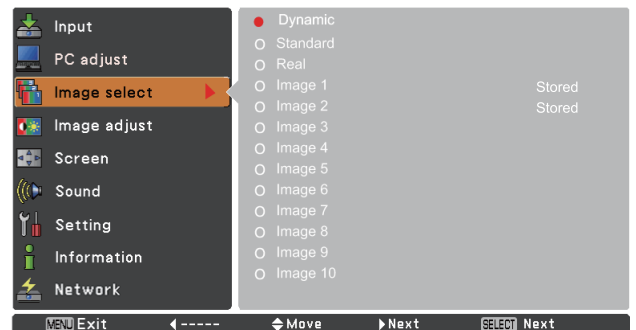 Input
PC adjust
Image select
Image adjust
Screen
Sound
Setting
Information
Network
Dynamic
Standard
Real
Image 1 Stored
Image 2 Stored
Image 3
Image 4
Image 5
Image 6
Image 7
Image 8
Image 9
Image 10
MENU Exit ----- Move Next SELECT Next